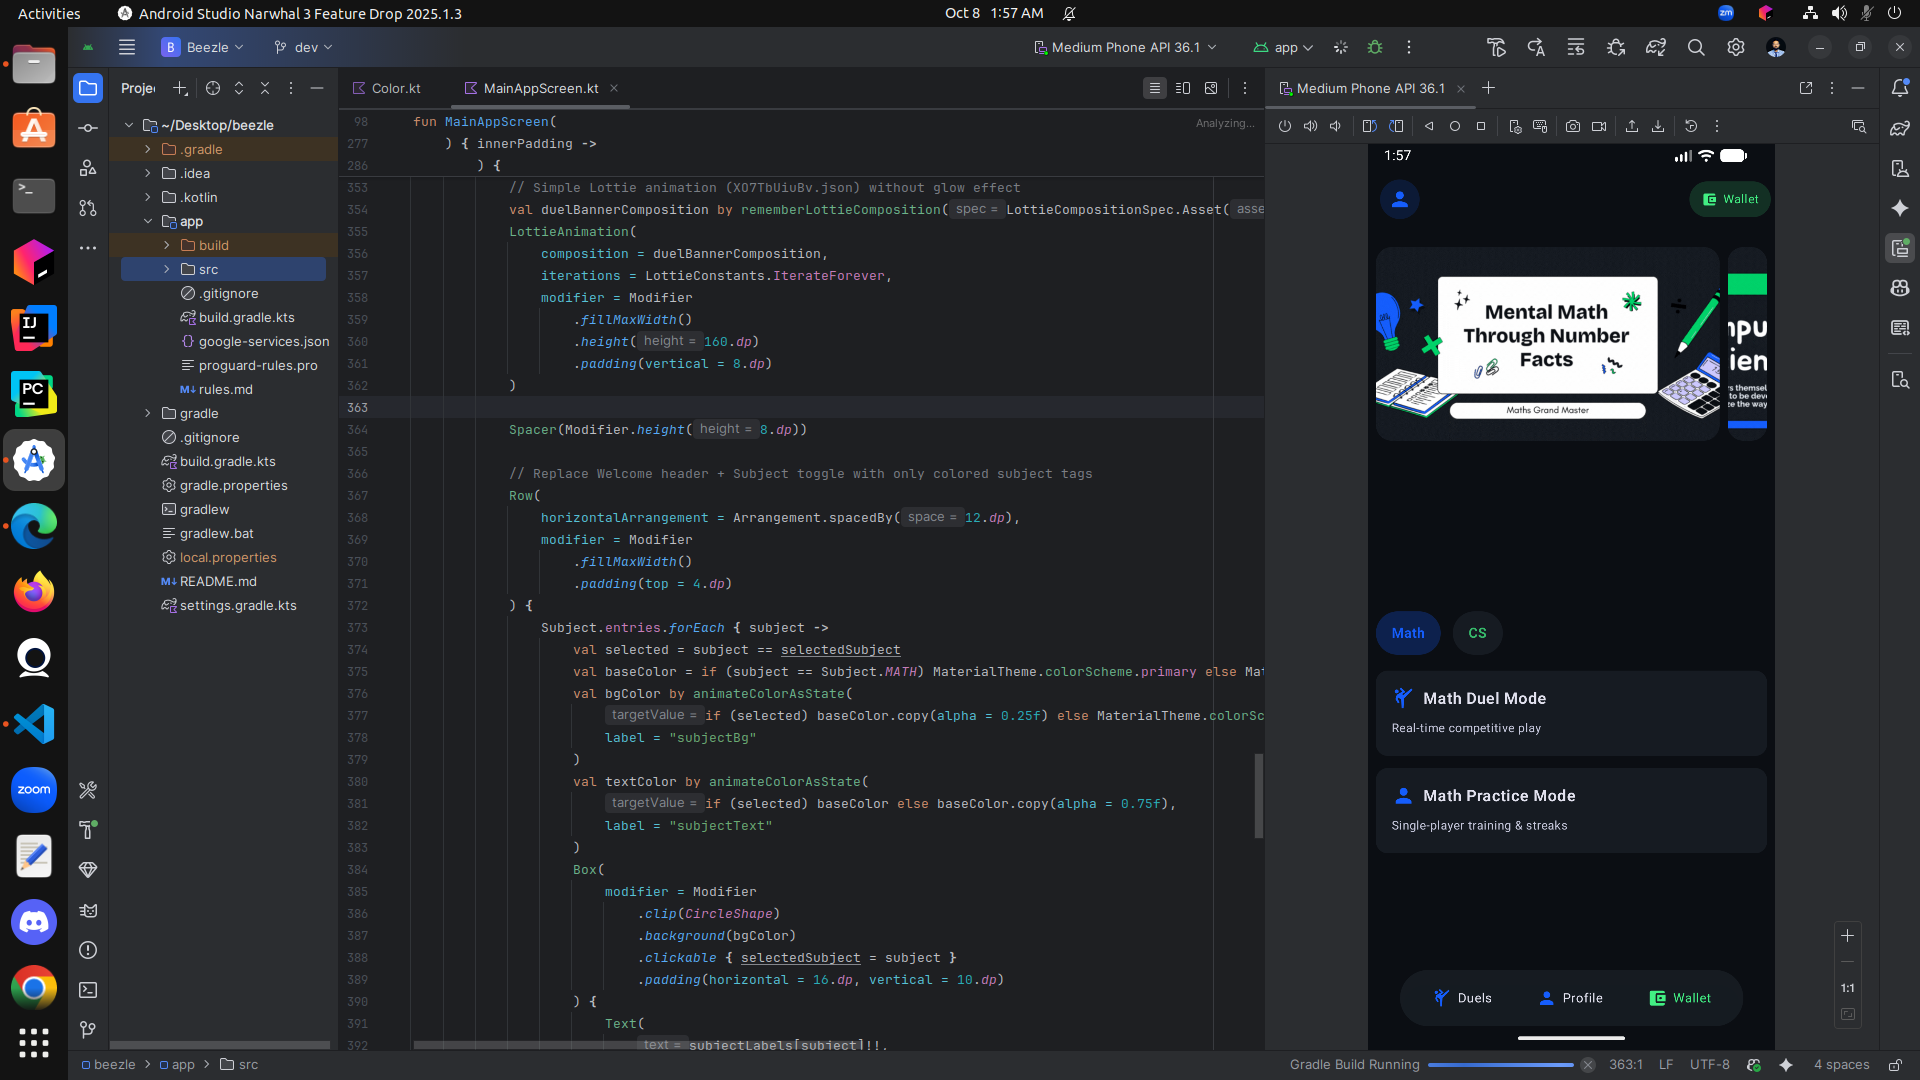 Activities
Android Studio Narwhal 3 Feature Drop 2025.1.3
Oct 8 1:57 AM
zm
B Beezle
dev
Medium Phone API 36.1
app
Proje
Color.kt
MainAppScreen.kt
Medium Phone API 36.1
~/Desktop/beezle
.gradle
.idea
.kotlin
app
build
src
.gitignore
build.gradle.kts
google-services.json
proguard-rules.pro
M↓ rules.md
gradle
.gitignore
build.gradle.kts
gradle.properties
gradlew
gradlew.bat
local.properties
M↓ README.md
settings.gradle.kts
IJ
PC
zoom
Analyzing...
98 fun MainAppScreen(
277 ) { innerPadding ->
286 ) {
353 // Simple Lottie animation (XO7TbUiuBv.json) without glow effect
354 val duelBannerComposition by rememberLottieComposition( spec = LottieCompositionSpec.Asset( asse
355 LottieAnimation(
356 composition = duelBannerComposition,
357 iterations = LottieConstants.IterateForever,
358 modifier = Modifier
359 .fillMaxWidth()
360 .height( height = 160.dp)
361 .padding(vertical = 8.dp)
362 )
363
364 Spacer(Modifier.height( height = 8.dp))
365
366 // Replace Welcome header + Subject toggle with only colored subject tags
367 Row(
368 horizontalArrangement = Arrangement.spacedBy( space = 12.dp),
369 modifier = Modifier
370 .fillMaxWidth()
371 .padding(top = 4.dp)
372 ) {
373 Subject.entries.forEach { subject ->
374 val selected = subject == selectedSubject
375 val baseColor = if (subject == Subject.MATH) MaterialTheme.colorScheme.primary else Mat
376 val bgColor by animateColorAsState(
377 targetValue = if (selected) baseColor.copy(alpha = 0.25f) else MaterialTheme.colorSc
378 label = "subjectBg"
379 )
380 val textColor by animateColorAsState(
381 targetValue = if (selected) baseColor else baseColor.copy(alpha = 0.75f),
382 label = "subjectText"
383 )
384 Box(
385 modifier = Modifier
386 .clip(CircleShape)
387 .background(bgColor)
388 .clickable { selectedSubject = subject }
389 .padding(horizontal = 16.dp, vertical = 10.dp)
390 ) {
391 Text(
392 text = subjectLabels[subject]!!,
1:57
Wallet
Mental Math
Through Number
Facts
Maths Grand Master
mpu
ien
rs themsel
to be deve
ze the way
Math
CS
Math Duel Mode
Real-time competitive play
Math Practice Mode
Single-player training & streaks
Duels
Profile
Wallet
1:1
beezle > app > src
Gradle Build Running
363:1
LF
UTF-8
4 spaces